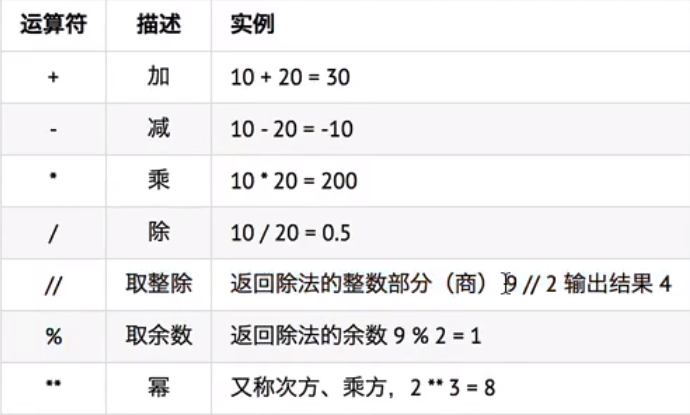 运算符 描述 实例
+ 加 10 + 20 = 30
- 减 10 - 20 = -10
* 乘 10 * 20 = 200
/ 除 10 / 20 = 0.5
// 取整除 返回除法的整数部分（商）9 // 2 输出结果 4
% 取余数 返回除法的余数 9 % 2 = 1
** 幂 又称次方、乘方，2 ** 3 = 8